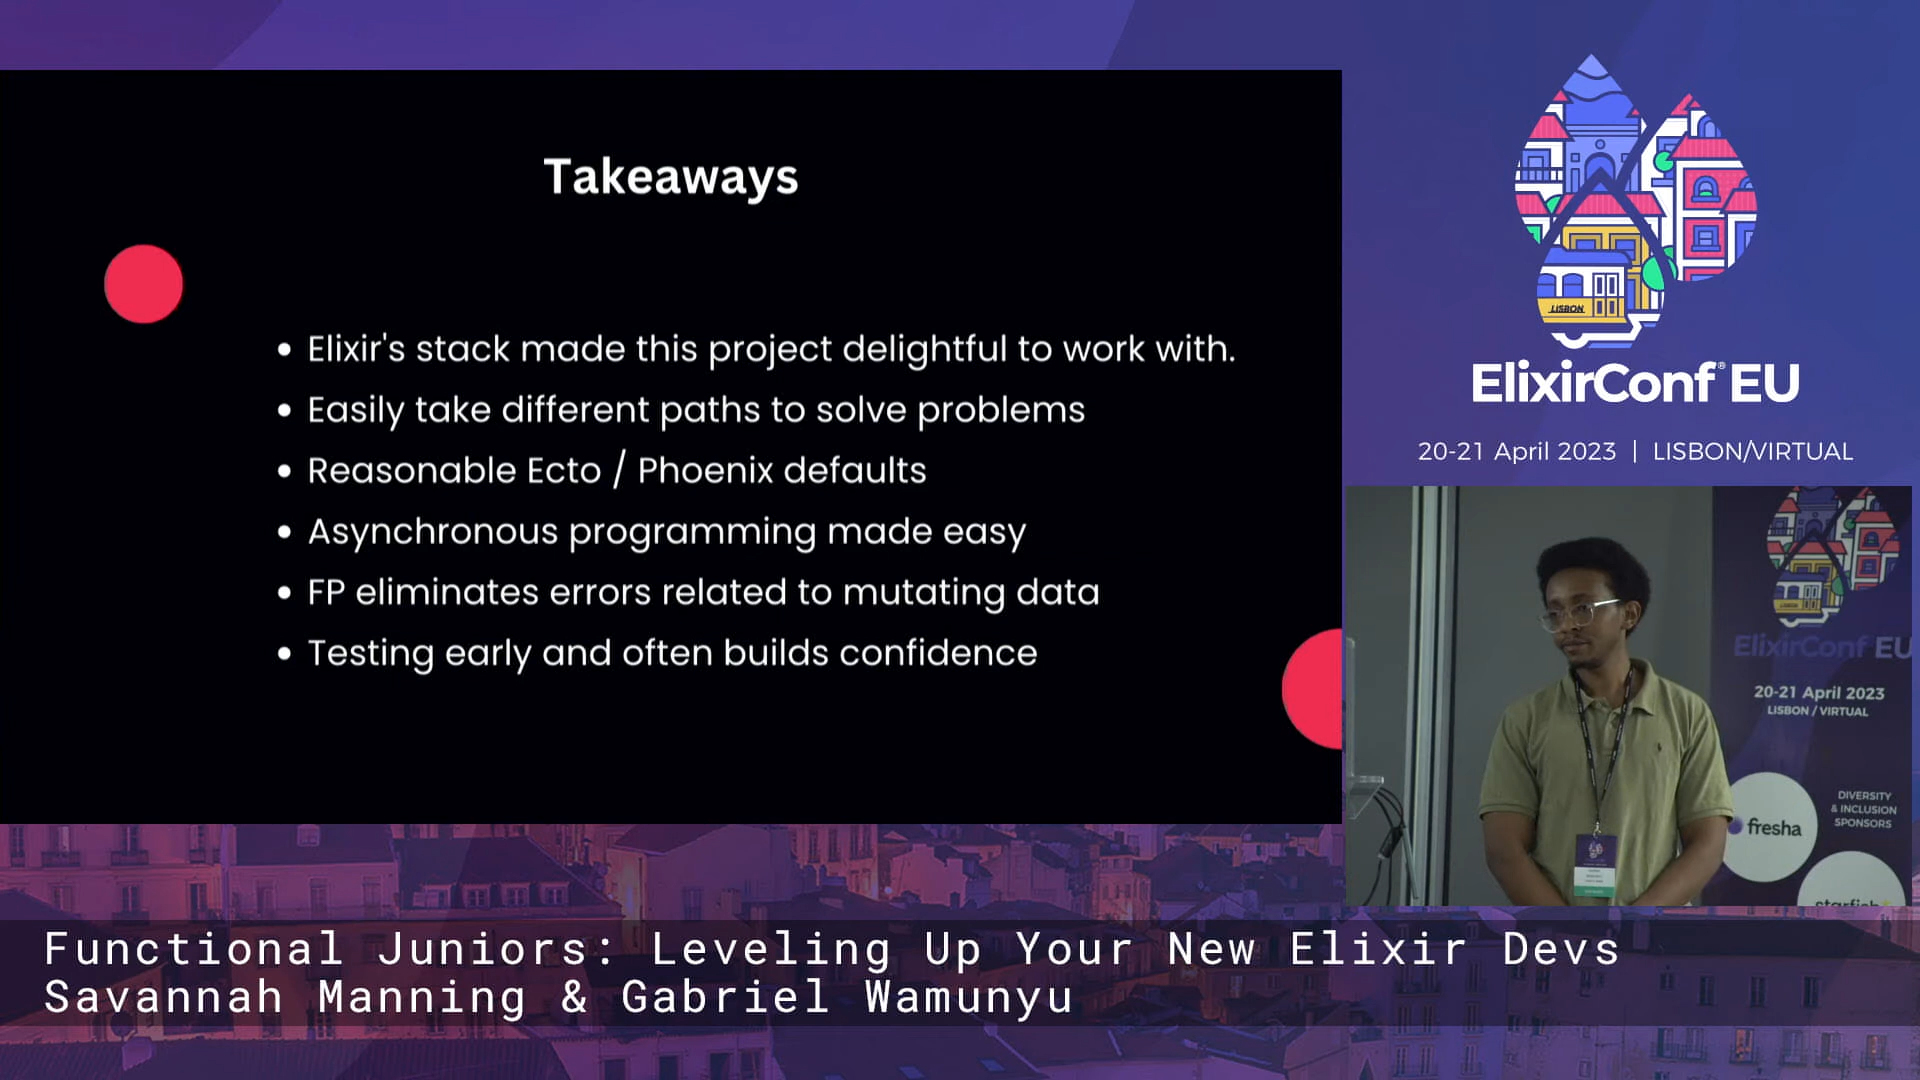 Takeaways
Elixir's stack made this project delightful to work with.
Easily take different paths to solve problems
Reasonable Ecto / Phoenix defaults
Asynchronous programming made easy
FP eliminates errors related to mutating data
Testing early and often builds confidence
LISBON
ElixirConf® EU
20-21 April 2023 | LISBON/VIRTUAL
ElixirConf EU
20-21 April 2023
LISBON / VIRTUAL
DIVERSITY
& INCLUSION
SPONSORS
fresha
Functional Juniors: Leveling Up Your New Elixir Devs
Savannah Manning & Gabriel Wamunyu